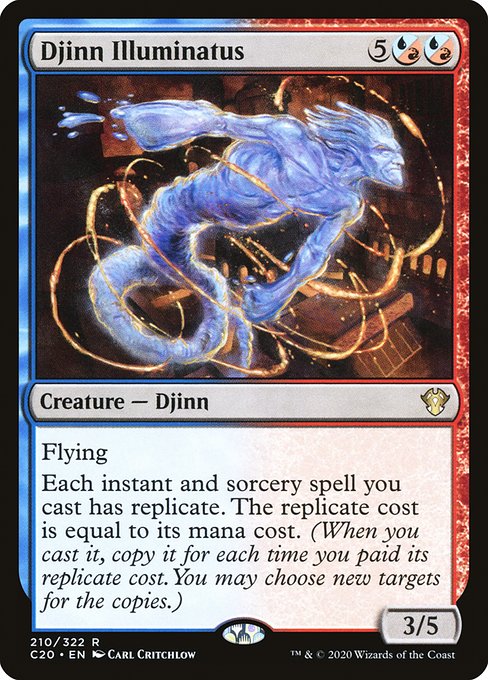 Djinn Illuminatus 5
Creature — Djinn
Flying
Each instant and sorcery spell you
cast has replicate. The replicate cost
is equal to its mana cost. (When you
cast it, copy it for each time you paid its
replicate cost. You may choose new targets
for the copies.)
3/5
210/322 R
C20 • EN Carl Critchlow
™ & © 2020 Wizards of the Coast